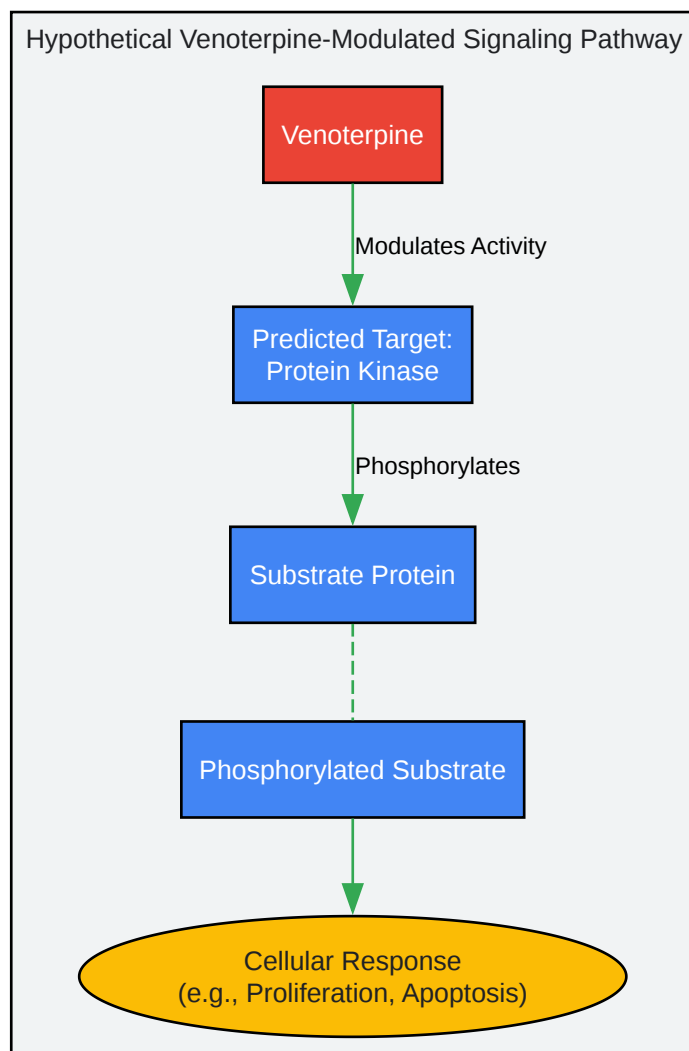 Hypothetical Venoterpine-Modulated Signaling Pathway
Venoterpine
Modulates Activity
Predicted Target:
Protein Kinase
Phosphorylates
Substrate Protein
Phosphorylated Substrate
Cellular Response
(e.g., Proliferation, Apoptosis)